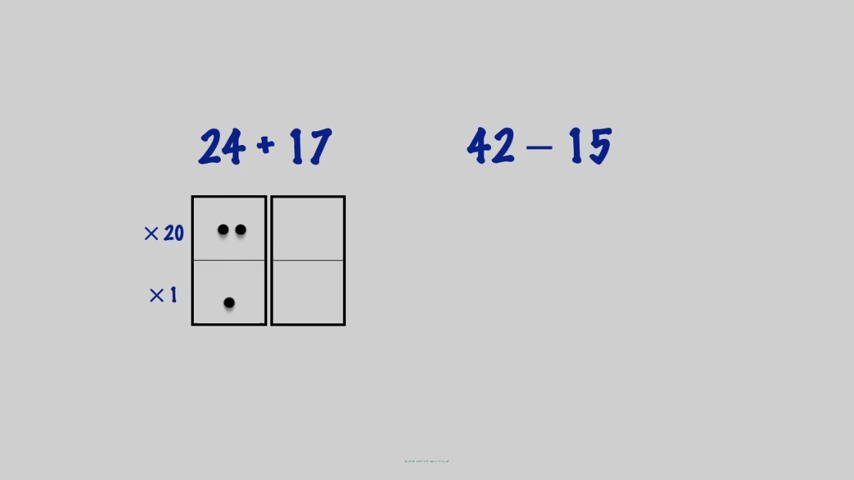 24 + 17
42 – 15
× 20
× 1